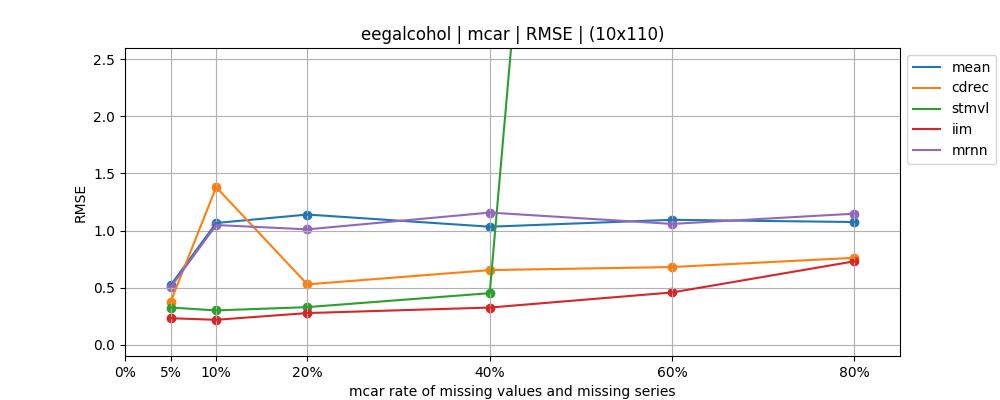 eegalcohol | mcar | RMSE | (10x110)
2.5
2.0
1.5
1.0
0.5
0.0
RMSE
0% 5% 10% 20% 40% 60% 80%
mcar rate of missing values and missing series
mean
cdrec
stmvl
iim
mrnn